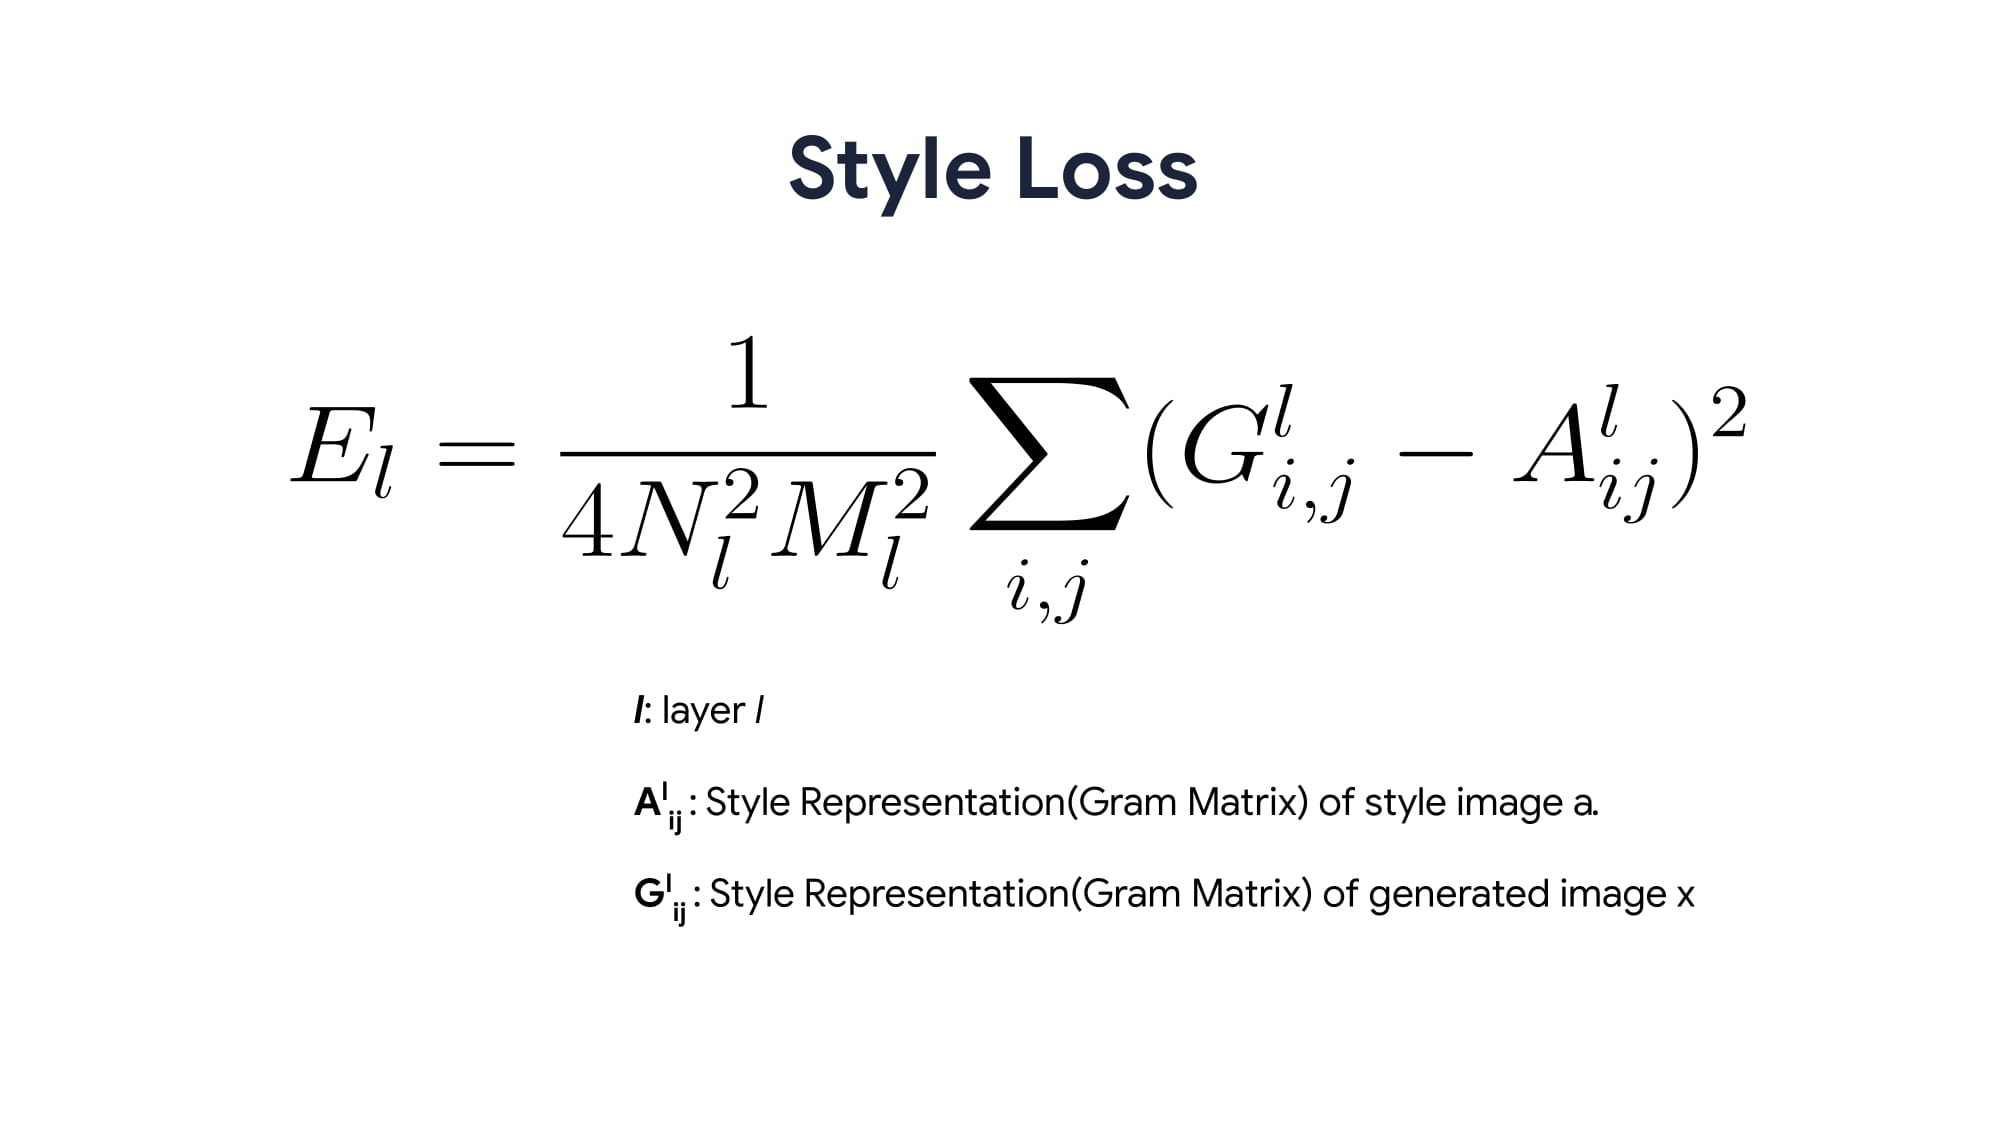 Style Loss
E_l = \frac{1}{4N_l^2 M_l^2} \sum_{i,j} (G_{i,j}^l - A_{ij}^l)^2
l: layer l
A^l_{ij} : Style Representation(Gram Matrix) of style image a.
G^l_{ij} : Style Representation(Gram Matrix) of generated image x